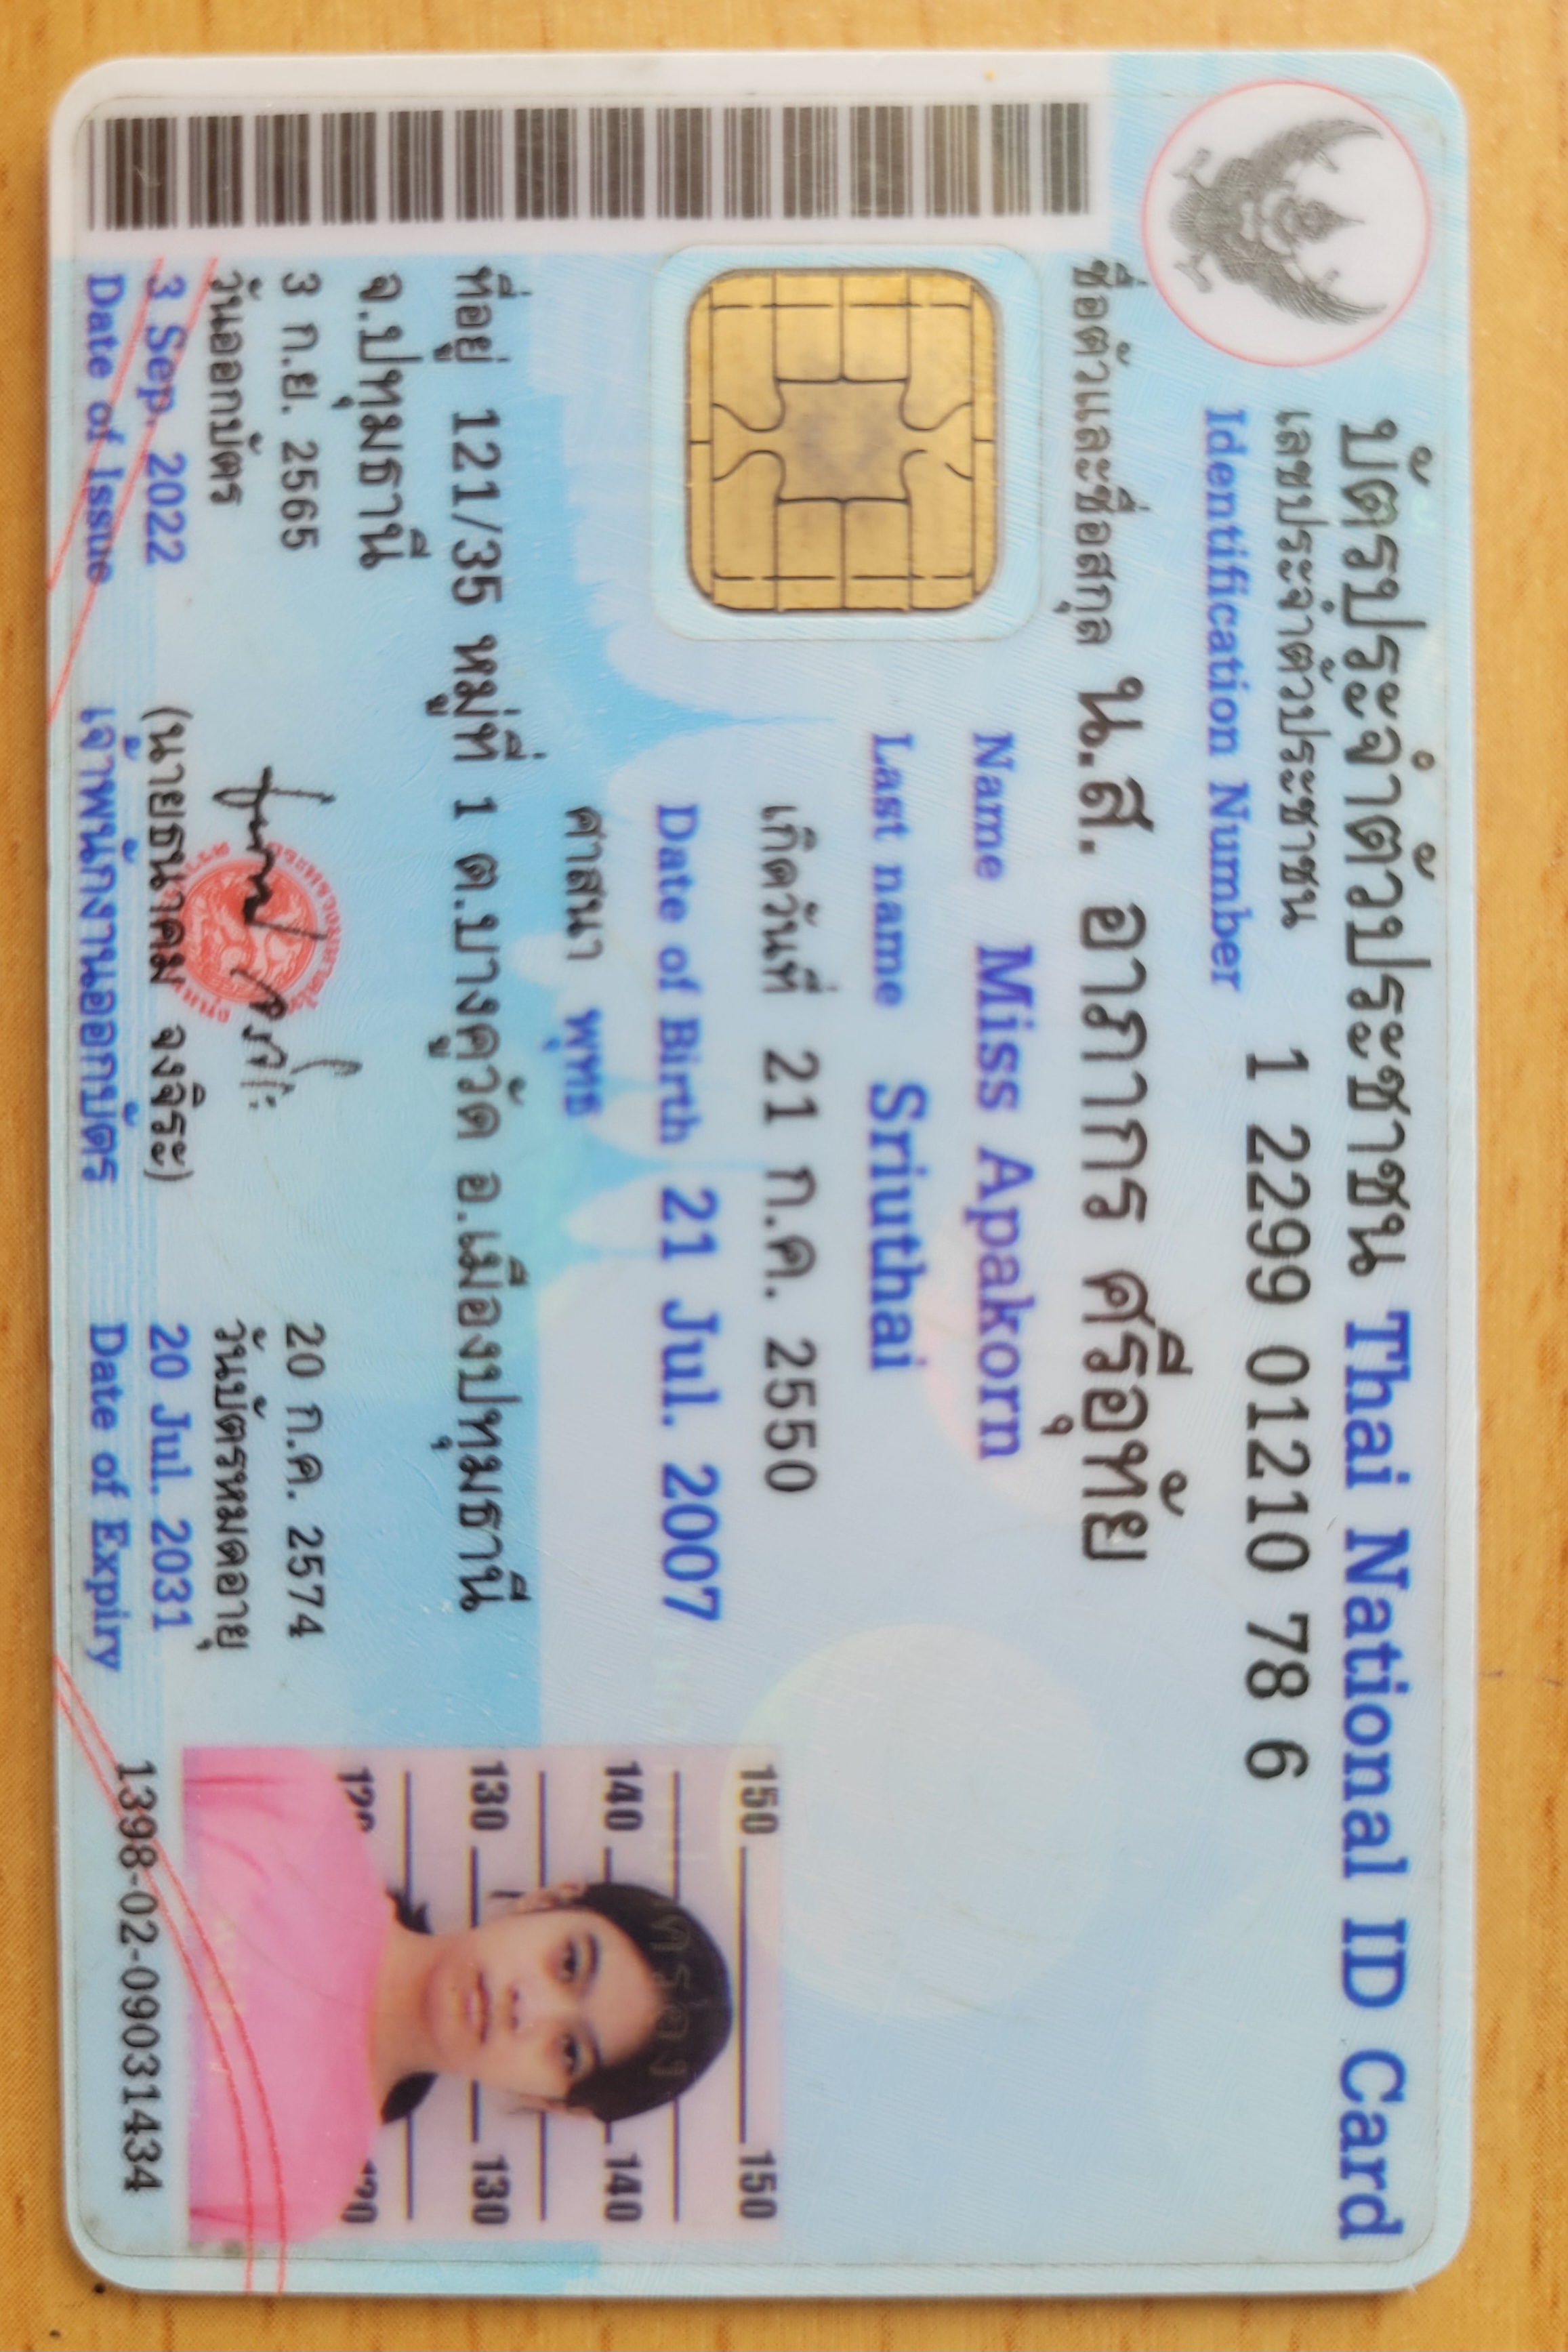 บัตรประจำตัวประชาชน Thai National ID Card
เลขประจำตัวประชาชน
Identification Number
1 2299 01210 78 6
ชื่อตัวและชื่อสกุล น.ส. อาภากร ศรีอุทัย
Name Miss Apakorn
Last name Sriuthai
เกิดวันที่ 21 ก.ค. 2550
Date of Birth 21 Jul. 2007
ศาสนา พุทธ
ที่อยู่ 121/35 หมู่ที่ 1 ต.บางคูวัด อ.เมืองปทุมธานี
จ.ปทุมธานี
3 ก.ย. 2565
วันออกบัตร
3 Sep. 2022
Date of Issue
(นายธนาคม จงจิระ)
เจ้าพนักงานออกบัตร
20 ก.ค. 2574
วันบัตรหมดอายุ
20 Jul. 2031
Date of Expiry
150 150
140 140
130 130
120 120
1398-02-09031434